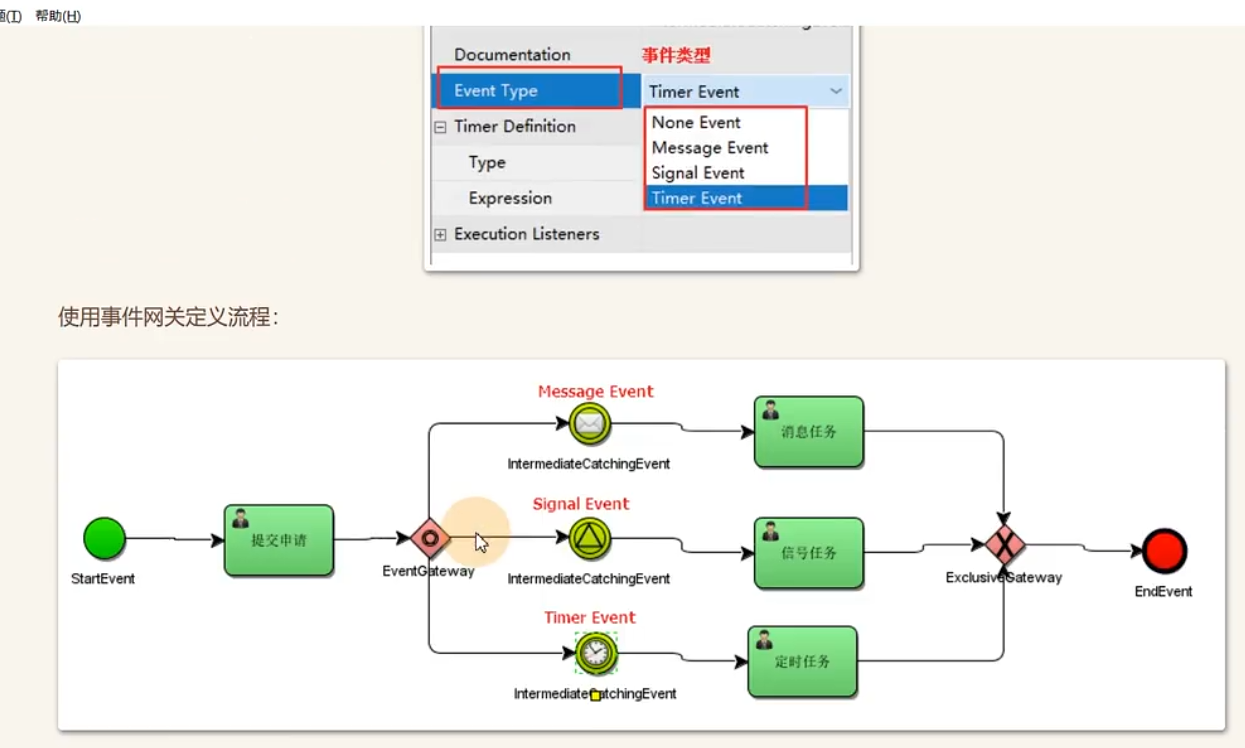 帮助(H)
Documentation 事件类型
Event Type Timer Event
None Event
Timer Definition
Message Event
Type
Signal Event
Expression Timer Event
Execution Listeners
使用事件网关定义流程：
Message Event
消息任务
IntermediateCatchingEvent
Signal Event
提交申请
信号任务
EventGateway
StartEvent
IntermediateCatchingEvent
ExclusiveGateway
EndEvent
Timer Event
定时任务
IntermediateCatchingEvent